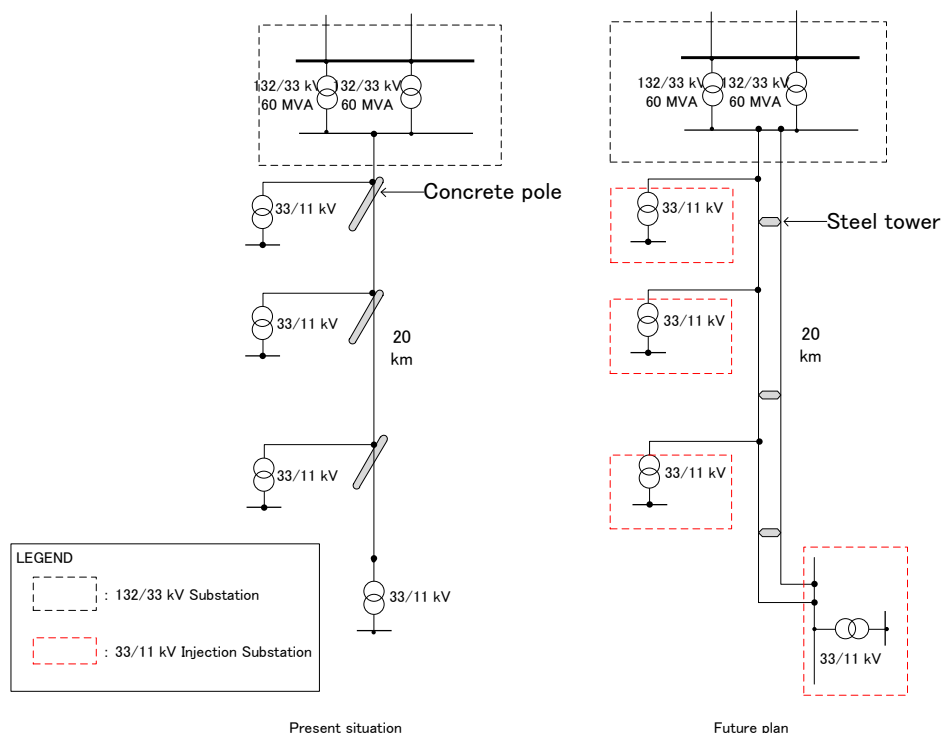 132/33 kV
60 MVA
132/33 kV
60 MVA
Concrete pole
33/11 kV
33/11 kV
20
km
33/11 kV
33/11 kV
LEGEND
: 132/33 kV Substation
: 33/11 kV Injection Substation
Present situation
132/33 kV
60 MVA
132/33 kV
60 MVA
33/11 kV
Steel tower
33/11 kV
20
km
33/11 kV
33/11 kV
Future plan